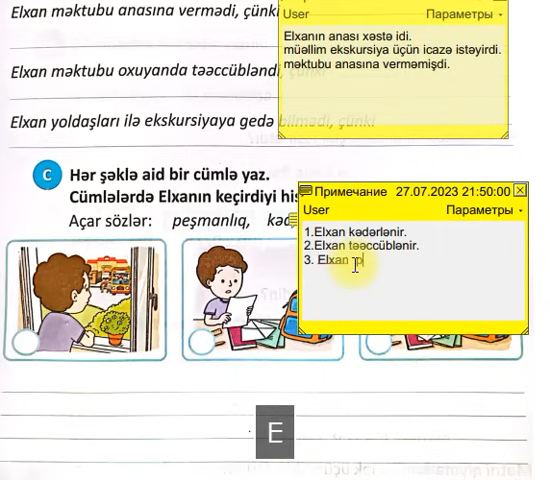 Elxan məktubu anasına vermədi, çünki
User Параметры
Elxanın anası xəstə idi.
müəllim ekskursiya üçün icazə istəyirdi.
məktubu anasına verməmişdi.
Elxan məktubu oxuyanda təəccübləndi, çünki
Elxan yoldaşları ilə ekskursiyaya gedə bilmədi, çünki
C Hər şəklə aid bir cümlə yaz.
Cümlələrdə Elxanın keçirdiyi his
Açar sözlər: peşmanlıq, kəd
Примечание 27.07.2023 21:50:00
User Параметры
1.Elxan kədərlənir.
2.Elxan təəccüblənir.
3. Elxan p
E